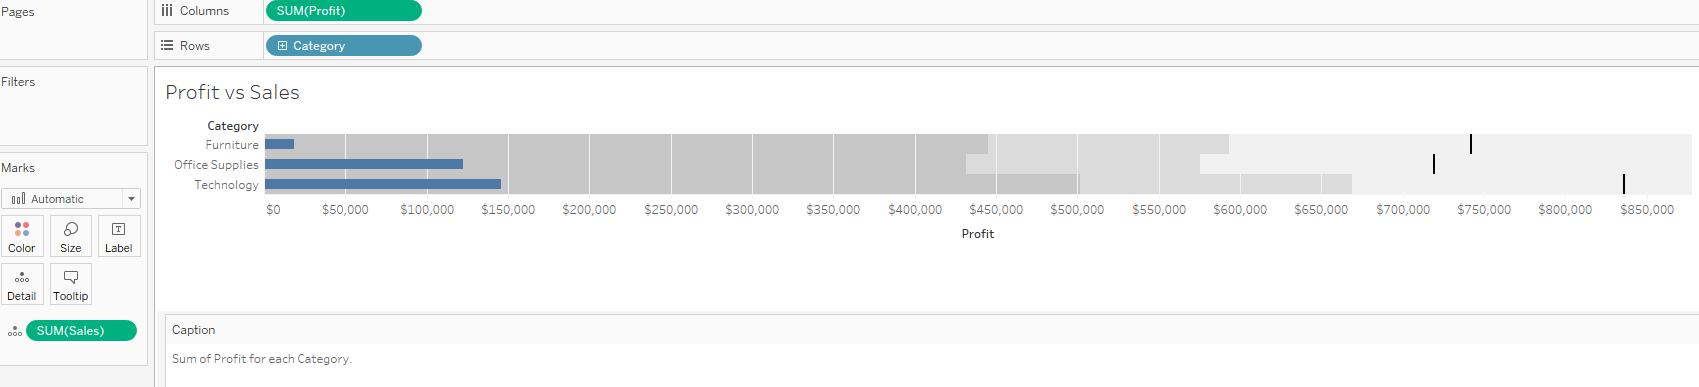 Pages
Columns
SUM(Profit)
Rows
Category
Filters
Profit vs Sales
Category
Furniture
Office Supplies
Technology
$0 $50,000 $100,000 $150,000 $200,000 $250,000 $300,000 $350,000 $400,000 $450,000 $500,000 $550,000 $600,000 $650,000 $700,000 $750,000 $800,000 $850,000
Profit
Marks
Automatic
Color Size Label
T
Detail Tooltip
SUM(Sales)
Caption
Sum of Profit for each Category.